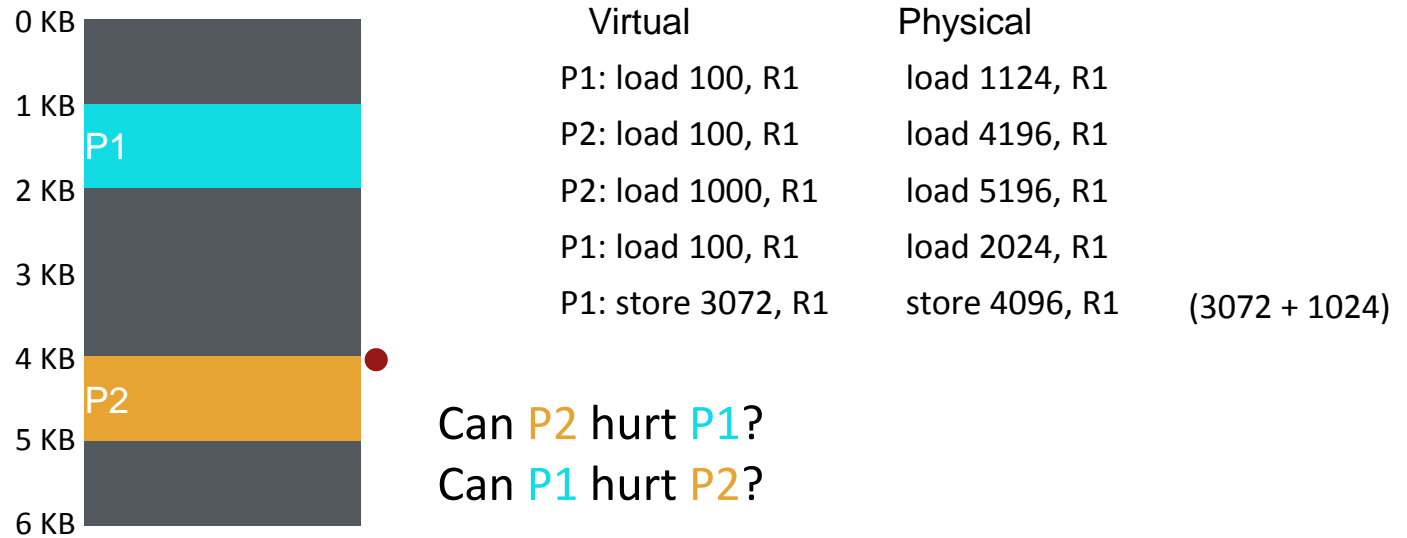 0 KB
1 KB
P1
2 KB
3 KB
4 KB
P2
5 KB
6 KB
Virtual Physical
P1: load 100, R1 load 1124, R1
P2: load 100, R1 load 4196, R1
P2: load 1000, R1 load 5196, R1
P1: load 100, R1 load 2024, R1
P1: store 3072, R1 store 4096, R1 (3072 + 1024)
Can P2 hurt P1?
Can P1 hurt P2?